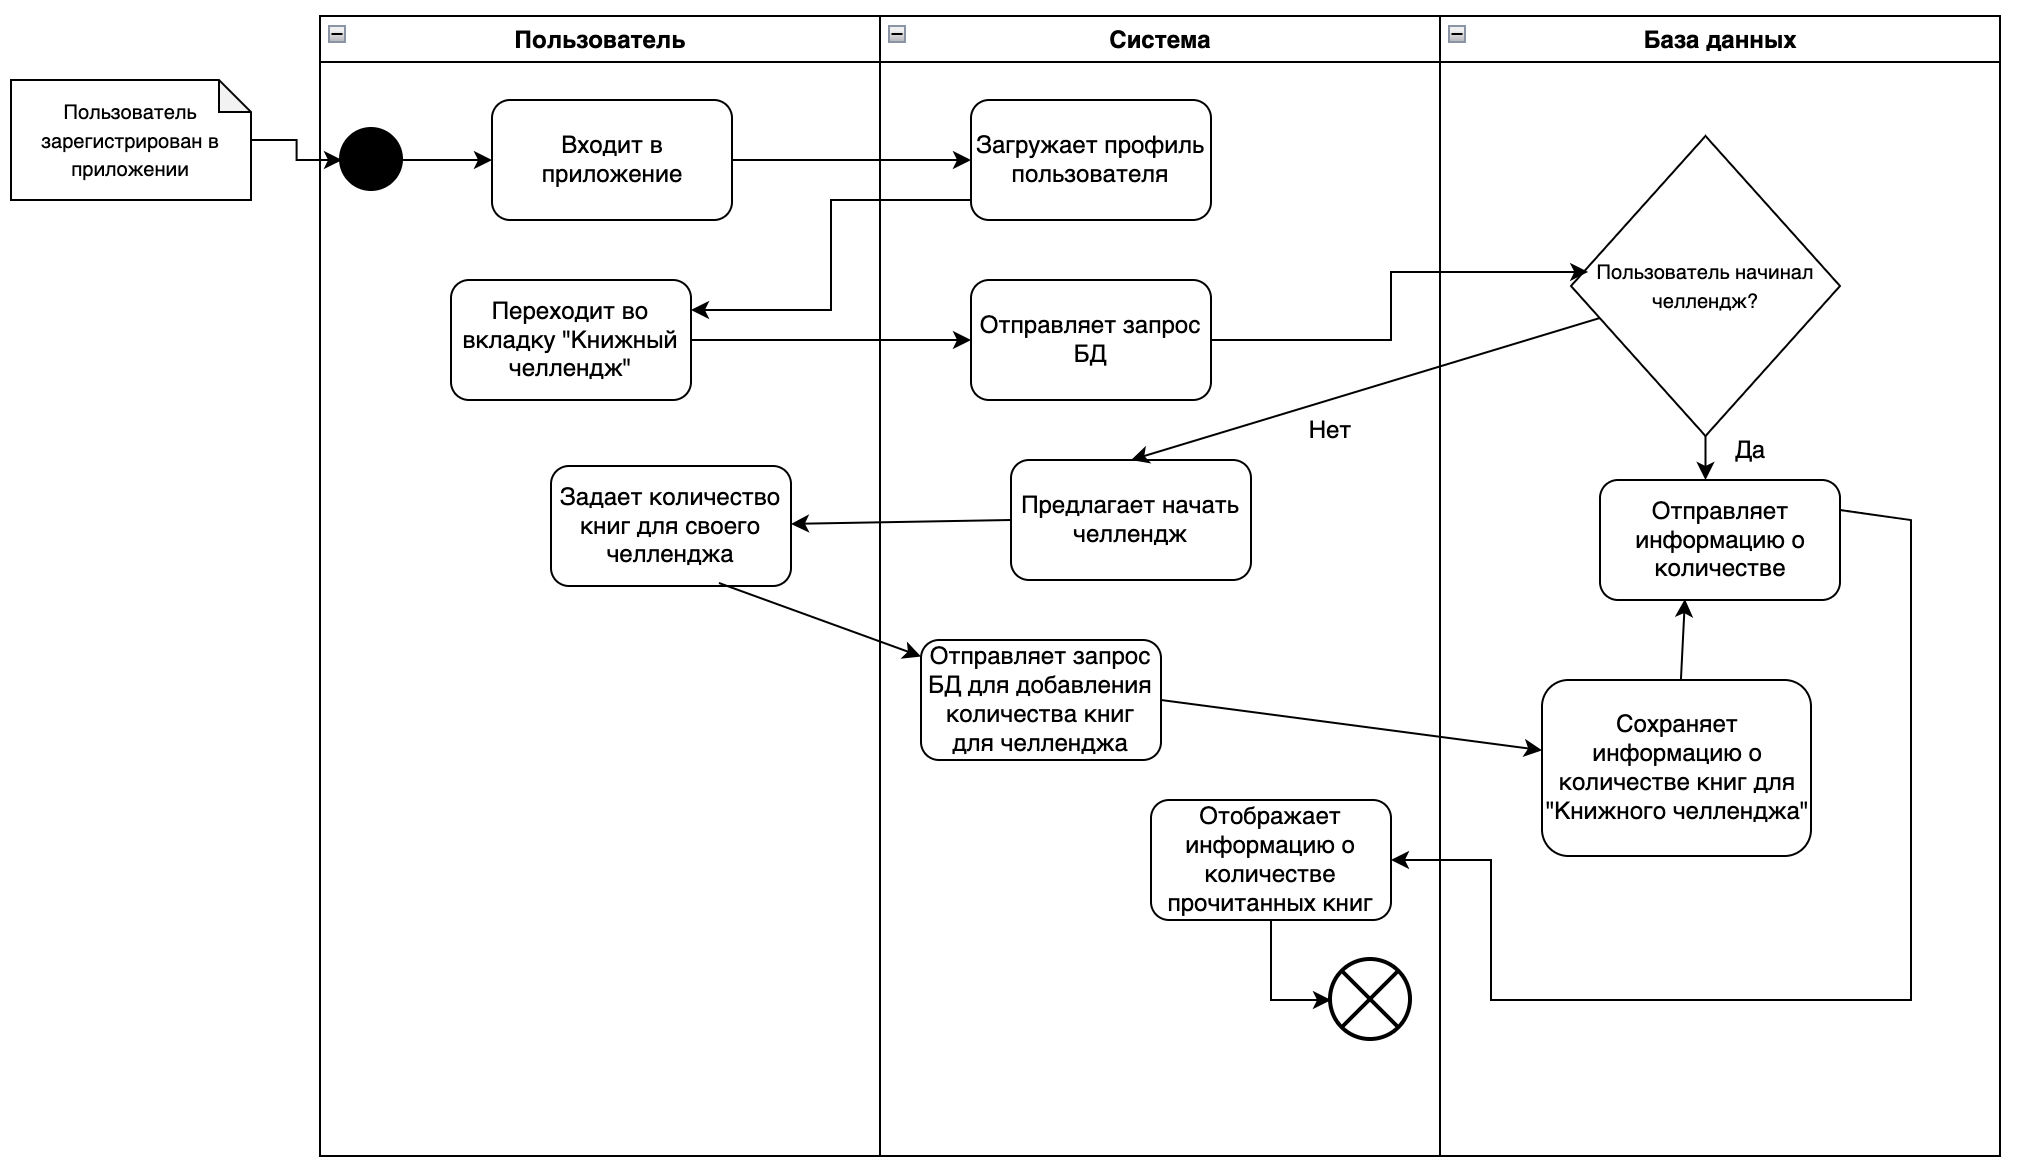 Пользователь
Система
База данных
Пользователь
зарегистрирован в
приложении
Входит в
приложение
Загружает профиль
пользователя
Пользователь начинал
челлендж?
Переходит во
вкладку "Книжный
челлендж"
Отправляет запрос
БД
Нет
Да
Задает количество
книг для своего
челленджа
Предлагает начать
челлендж
Отправляет
информацию о
количестве
Отправляет запрос
БД для добавления
количества книг
для челленджа
Сохраняет
информацию о
количестве книг для
"Книжного челленджа"
Отображает
информацию о
количестве
прочитанных книг